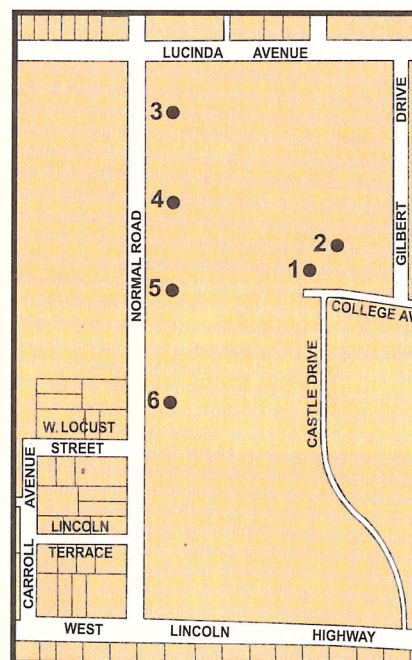 LUCINDA AVENUE
DRIVE
3
4
NORMAL ROAD
GILBERT
2
1
5
COLLEGE AV
CASTLE DRIVE
6
W. LOCUST
STREET
CARROLL AVENUE
LINCOLN
TERRACE
WEST LINCOLN HIGHWAY